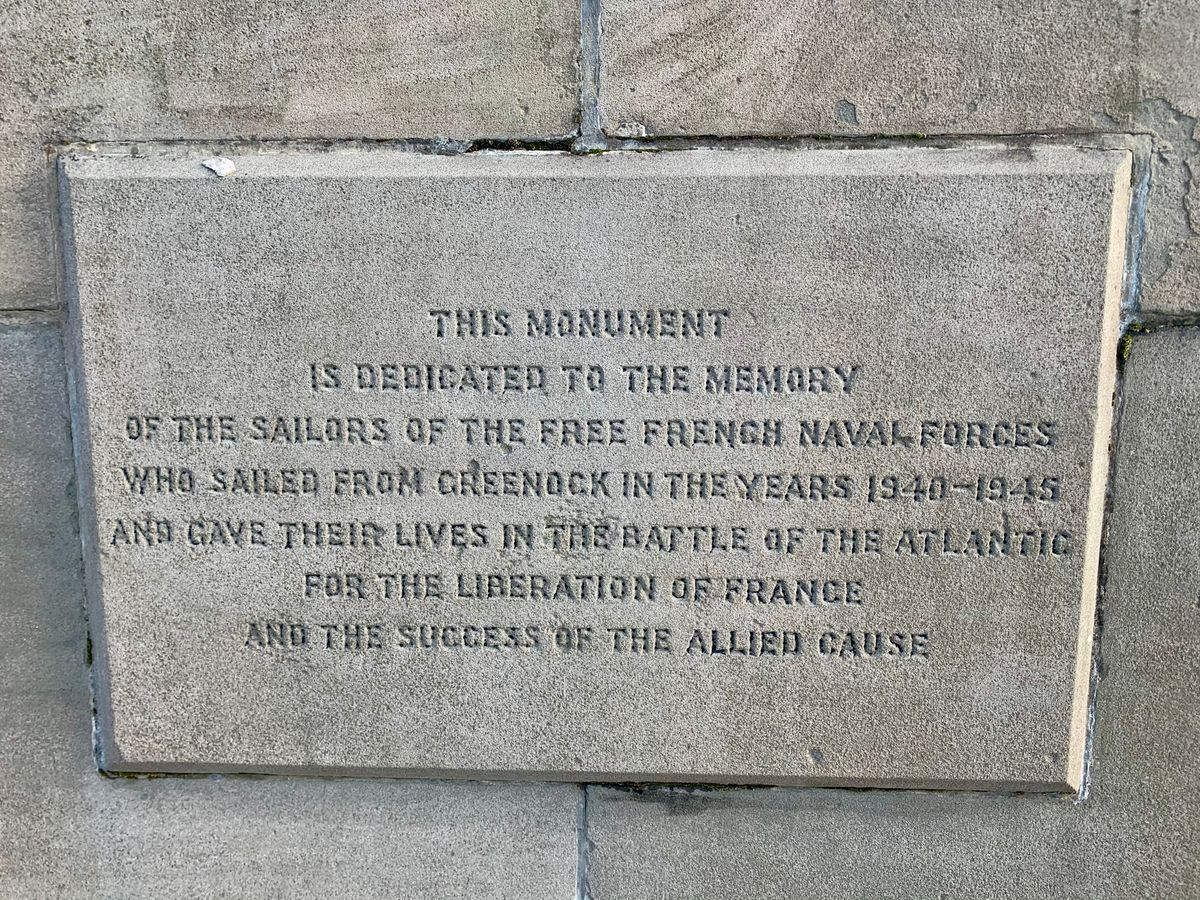 THIS MONUMENT
IS DEDICATED TO THE MEMORY
OF THE SAILORS OF THE FREE FRENCH NAVAL FORCES
WHO SAILED FROM GREENOCK IN THE YEARS 1940-1945
AND GAVE THEIR LIVES IN THE BATTLE OF THE ATLANTIC
FOR THE LIBERATION OF FRANCE
AND THE SUCCESS OF THE ALLIED CAUSE